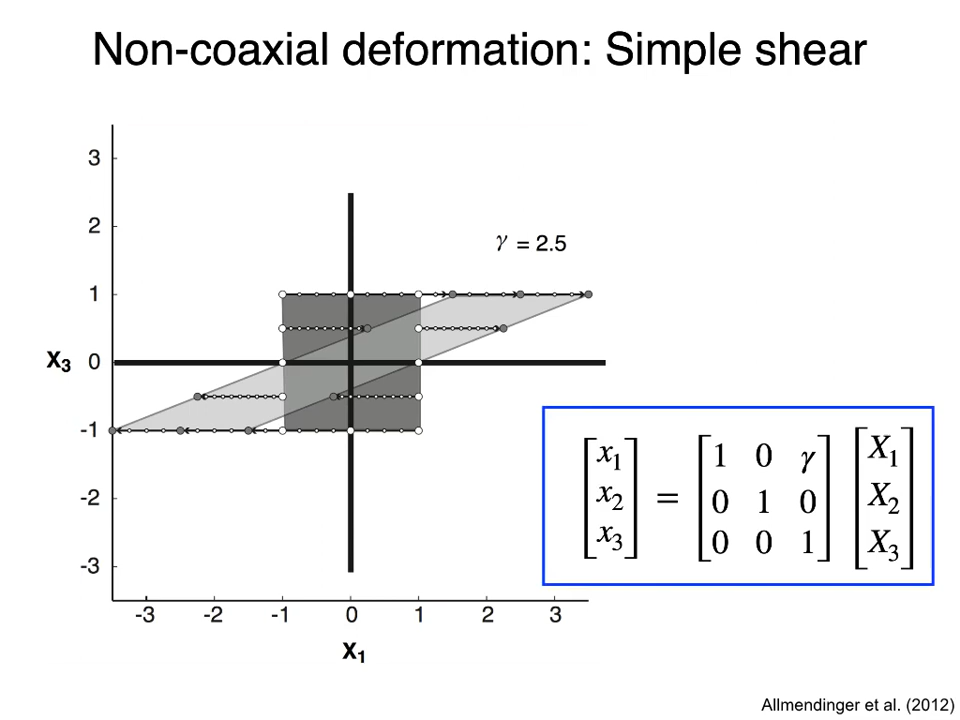 Non-coaxial deformation: Simple shear
3
2
γ = 2.5
1
X₃ 0
-1
-2
-3
-3 -2 -1 0 1 2 3
X₁
x₁ 1 0 γ X₁
x₂ = 0 1 0 X₂
x₃ 0 0 1 X₃
Allmendinger et al. (2012)